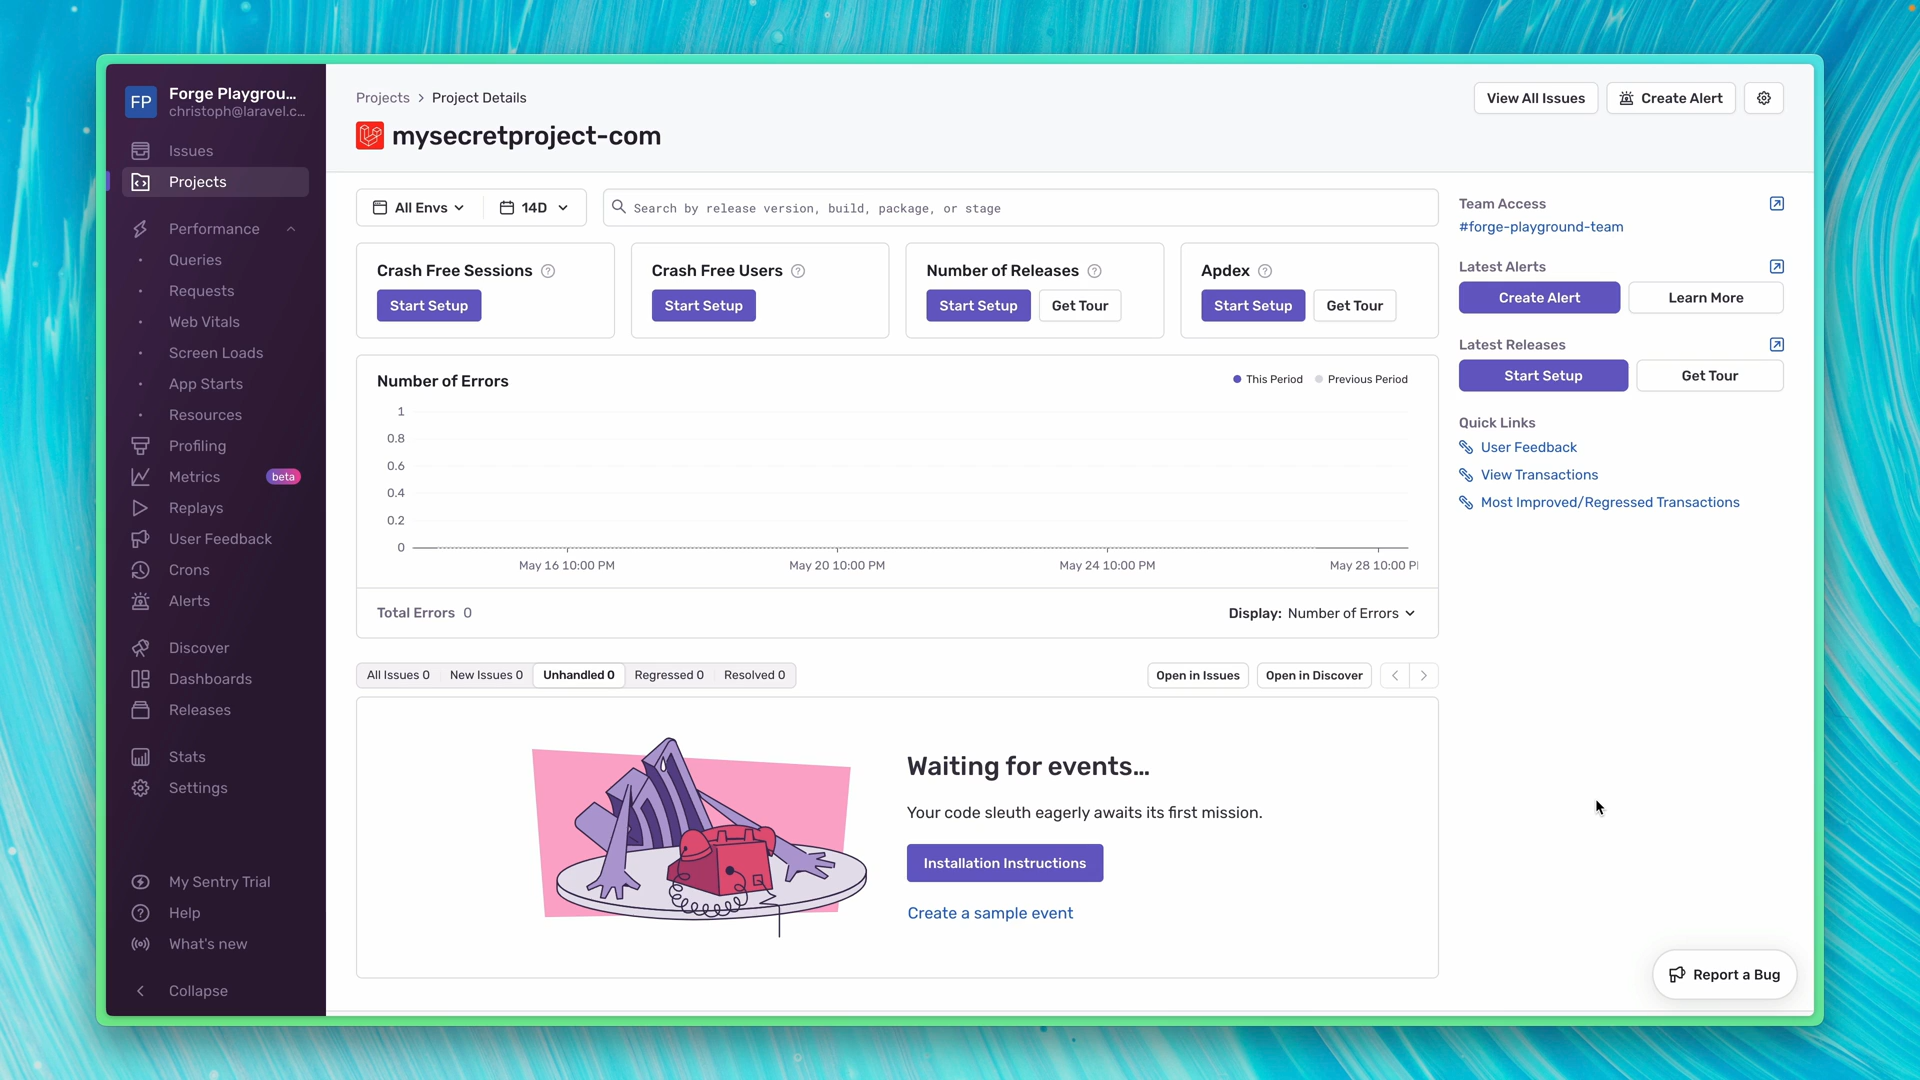 FP
Forge Playgrou...
christoph@laravel.c...
Issues
Projects
Performance
Queries
Requests
Web Vitals
Screen Loads
App Starts
Resources
Profiling
Metrics beta
Replays
User Feedback
Crons
Alerts
Discover
Dashboards
Releases
Stats
Settings
My Sentry Trial
Help
What's new
Collapse
Projects > Project Details
mysecretproject-com
View All Issues
Create Alert
All Envs
14D
Search by release version, build, package, or stage
Crash Free Sessions ?
Start Setup
Crash Free Users ?
Start Setup
Number of Releases ?
Start Setup
Get Tour
Apdex ?
Start Setup
Get Tour
Number of Errors
This Period
Previous Period
1
0.8
0.6
0.4
0.2
0
May 16 10:00 PM
May 20 10:00 PM
May 24 10:00 PM
May 28 10:00 P
Total Errors 0
Display: Number of Errors
All Issues 0
New Issues 0
Unhandled 0
Regressed 0
Resolved 0
Open in Issues
Open in Discover
Waiting for events...
Your code sleuth eagerly awaits its first mission.
Installation Instructions
Create a sample event
Team Access
#forge-playground-team
Latest Alerts
Create Alert
Learn More
Latest Releases
Start Setup
Get Tour
Quick Links
User Feedback
View Transactions
Most Improved/Regressed Transactions
Report a Bug